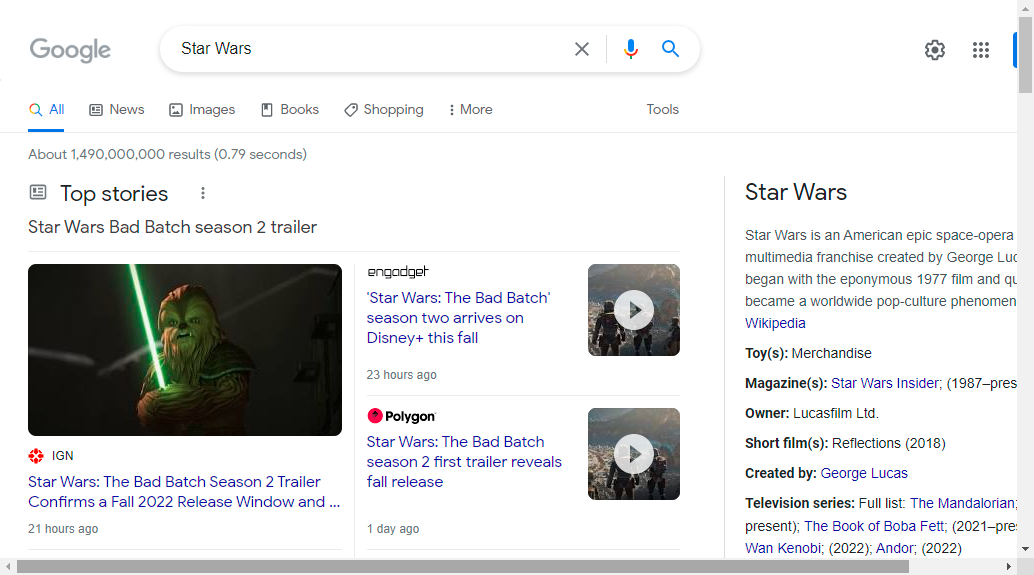 Google
Star Wars
All
News
Images
Books
Shopping
More
Tools
About 1,490,000,000 results (0.79 seconds)
Top stories
Star Wars Bad Batch season 2 trailer
IGN
Star Wars: The Bad Batch Season 2 Trailer
Confirms a Fall 2022 Release Window and ...
21 hours ago
engadget
'Star Wars: The Bad Batch'
season two arrives on
Disney+ this fall
23 hours ago
Polygon
Star Wars: The Bad Batch
season 2 first trailer reveals
fall release
1 day ago
Star Wars
Star Wars is an American epic space-opera
multimedia franchise created by George Luc
began with the eponymous 1977 film and qu
became a worldwide pop-culture phenomen
Wikipedia
Toy(s): Merchandise
Magazine(s): Star Wars Insider; (1987–pres
Owner: Lucasfilm Ltd.
Short film(s): Reflections (2018)
Created by: George Lucas
Television series: Full list: The Mandalorian;
present); The Book of Boba Fett; (2021–pres
Wan Kenobi; (2022); Andor; (2022)